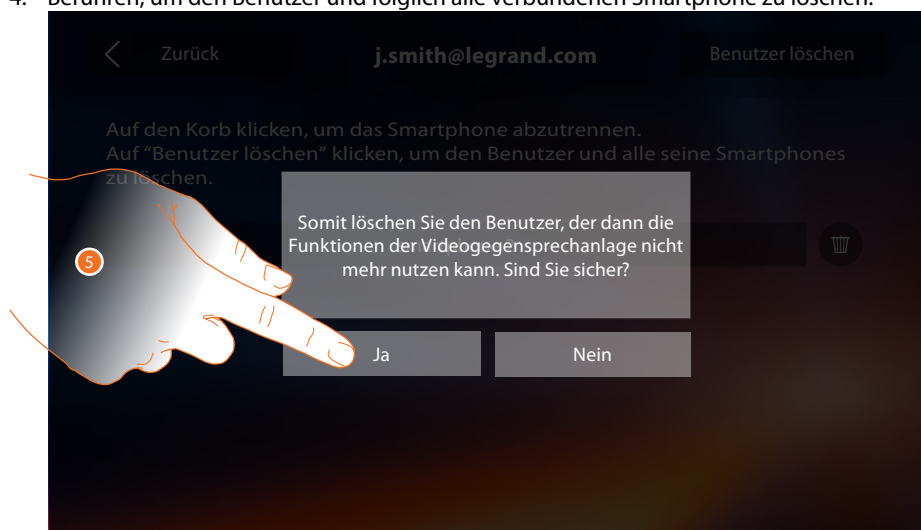 4. Berühren, um den Benutzer und folglich alle verbundenen Smartphone zu löschen.
Zurück
j.smith@legrand.com
Benutzer löschen
Auf den Korb klicken, um das Smartphone abzutrennen.
Auf “Benutzer löschen” klicken, um den Benutzer und alle seine Smartphones
zu löschen.
Somit löschen Sie den Benutzer, der dann die
Funktionen der Videogegensprechanlage nicht
mehr nutzen kann. Sind Sie sicher?
5
Ja
Nein